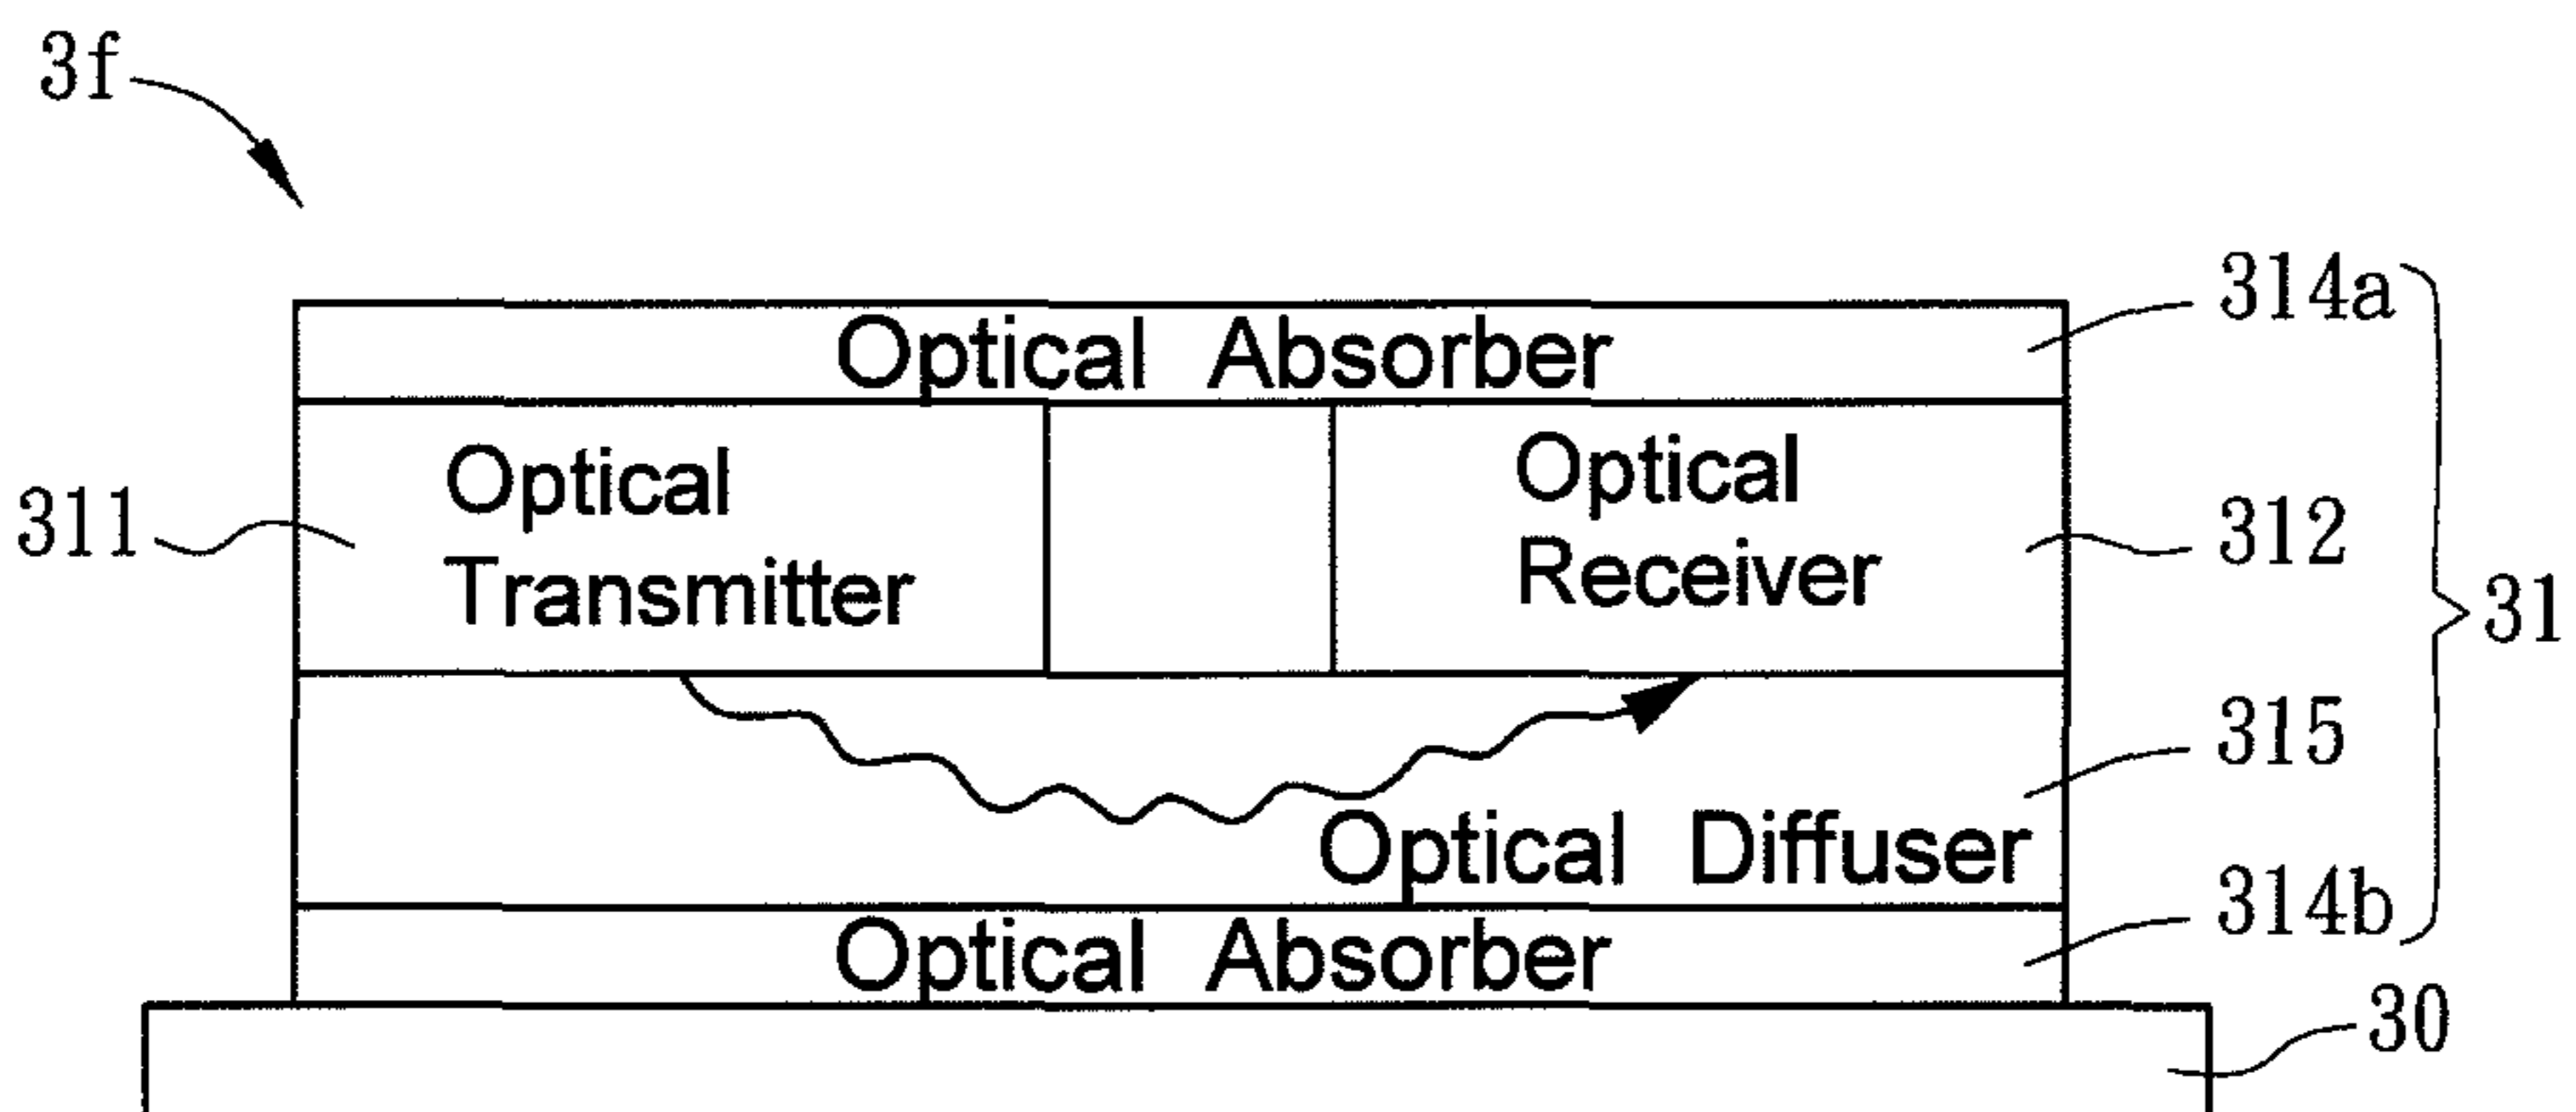 3f
Optical Absorber
314a
Optical
Transmitter
311
Optical
Receiver
312
31
315
Optical Diffuser
314b
Optical Absorber
30